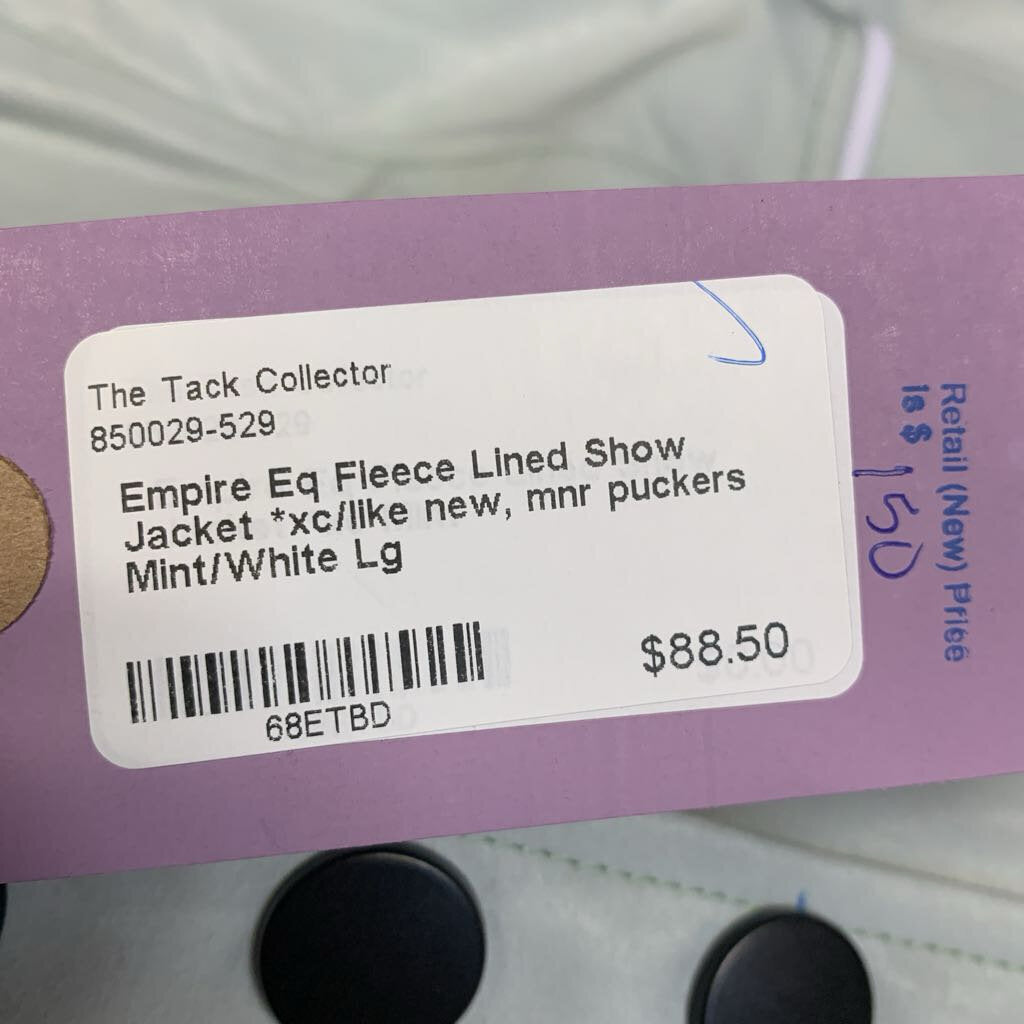 The Tack Collector
850029-529
Empire Eq Fleece Lined Show
Jacket *xc/like new, mnr puckers
Mint/White Lg
68ETBD
$88.50
Retail (New) Price
Is $ 150